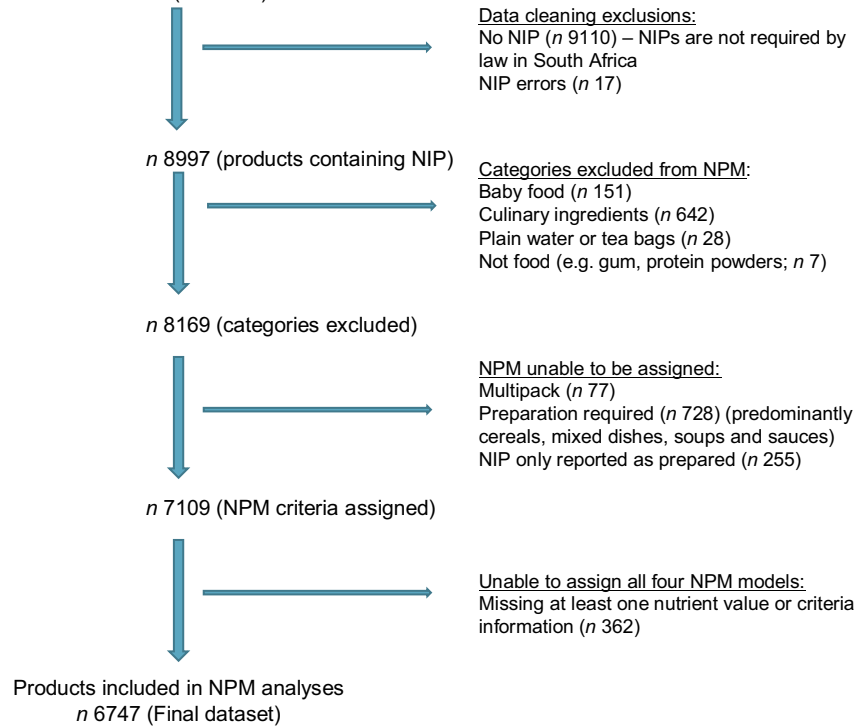 Data cleaning exclusions:
No NIP (n 9110) – NIPs are not required by
law in South Africa
NIP errors (n 17)
n 8997 (products containing NIP)
Categories excluded from NPM:
Baby food (n 151)
Culinary ingredients (n 642)
Plain water or tea bags (n 28)
Not food (e.g. gum, protein powders; n 7)
n 8169 (categories excluded)
NPM unable to be assigned:
Multipack (n 77)
Preparation required (n 728) (predominantly
cereals, mixed dishes, soups and sauces)
NIP only reported as prepared (n 255)
n 7109 (NPM criteria assigned)
Unable to assign all four NPM models:
Missing at least one nutrient value or criteria
information (n 362)
Products included in NPM analyses
n 6747 (Final dataset)